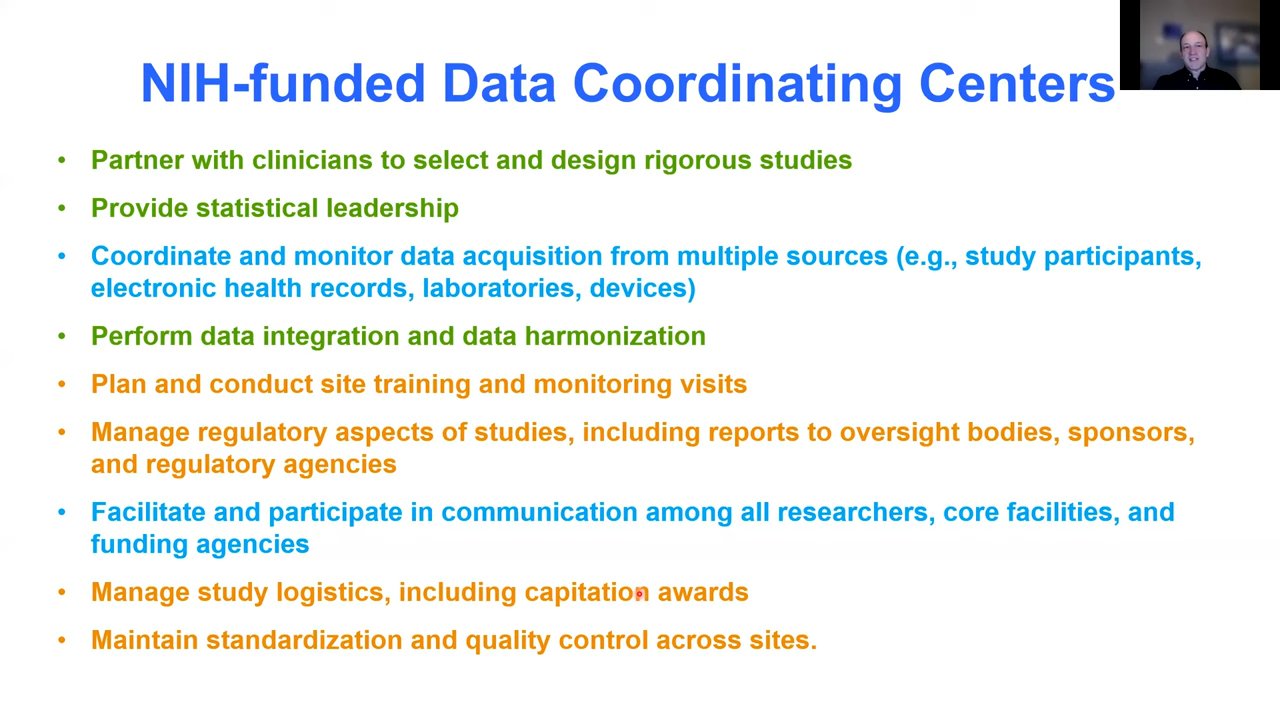 NIH-funded Data Coordinating Centers
• Partner with clinicians to select and design rigorous studies
• Provide statistical leadership
• Coordinate and monitor data acquisition from multiple sources (e.g., study participants,
electronic health records, laboratories, devices)
• Perform data integration and data harmonization
• Plan and conduct site training and monitoring visits
• Manage regulatory aspects of studies, including reports to oversight bodies, sponsors,
and regulatory agencies
• Facilitate and participate in communication among all researchers, core facilities, and
funding agencies
• Manage study logistics, including capitation awards
• Maintain standardization and quality control across sites.